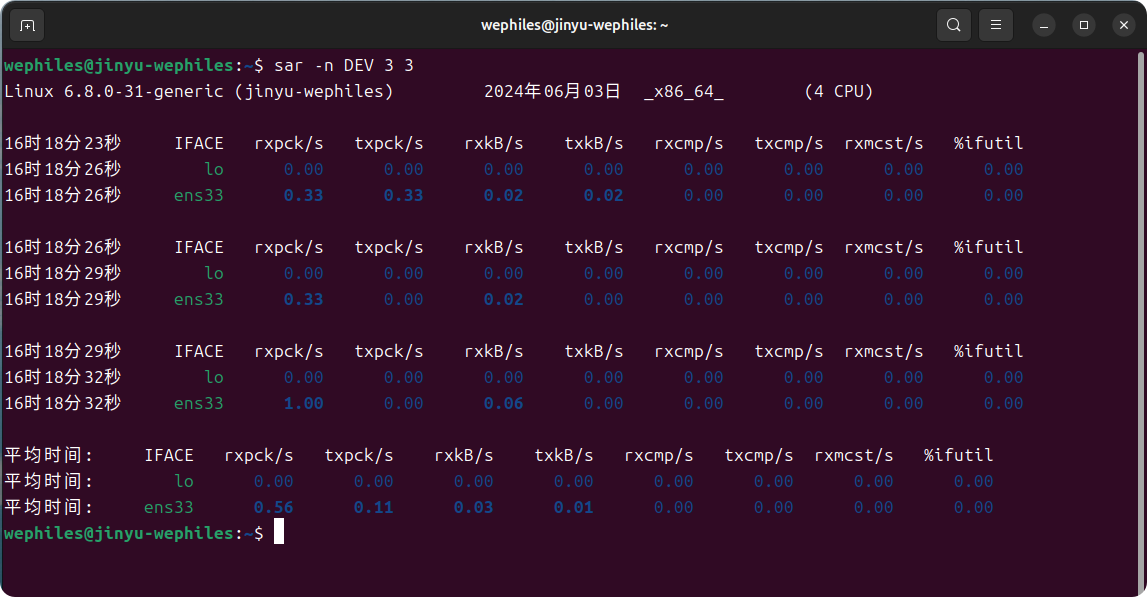 wephiles@jinyu-wephiles: ~
wephiles@jinyu-wephiles:~$ sar -n DEV 3 3
Linux 6.8.0-31-generic (jinyu-wephiles) 2024年06月03日 _x86_64_ (4 CPU)
16时18分23秒 IFACE rxpck/s txpck/s rxkB/s txkB/s rxcmp/s txcmp/s rxmcst/s %ifutil
16时18分26秒 lo 0.00 0.00 0.00 0.00 0.00 0.00 0.00 0.00
16时18分26秒 ens33 0.33 0.33 0.02 0.02 0.00 0.00 0.00 0.00
16时18分26秒 IFACE rxpck/s txpck/s rxkB/s txkB/s rxcmp/s txcmp/s rxmcst/s %ifutil
16时18分29秒 lo 0.00 0.00 0.00 0.00 0.00 0.00 0.00 0.00
16时18分29秒 ens33 0.33 0.00 0.02 0.00 0.00 0.00 0.00 0.00
16时18分29秒 IFACE rxpck/s txpck/s rxkB/s txkB/s rxcmp/s txcmp/s rxmcst/s %ifutil
16时18分32秒 lo 0.00 0.00 0.00 0.00 0.00 0.00 0.00 0.00
16时18分32秒 ens33 1.00 0.00 0.06 0.00 0.00 0.00 0.00 0.00
平均时间: IFACE rxpck/s txpck/s rxkB/s txkB/s rxcmp/s txcmp/s rxmcst/s %ifutil
平均时间: lo 0.00 0.00 0.00 0.00 0.00 0.00 0.00 0.00
平均时间: ens33 0.56 0.11 0.03 0.01 0.00 0.00 0.00 0.00
wephiles@jinyu-wephiles:~$